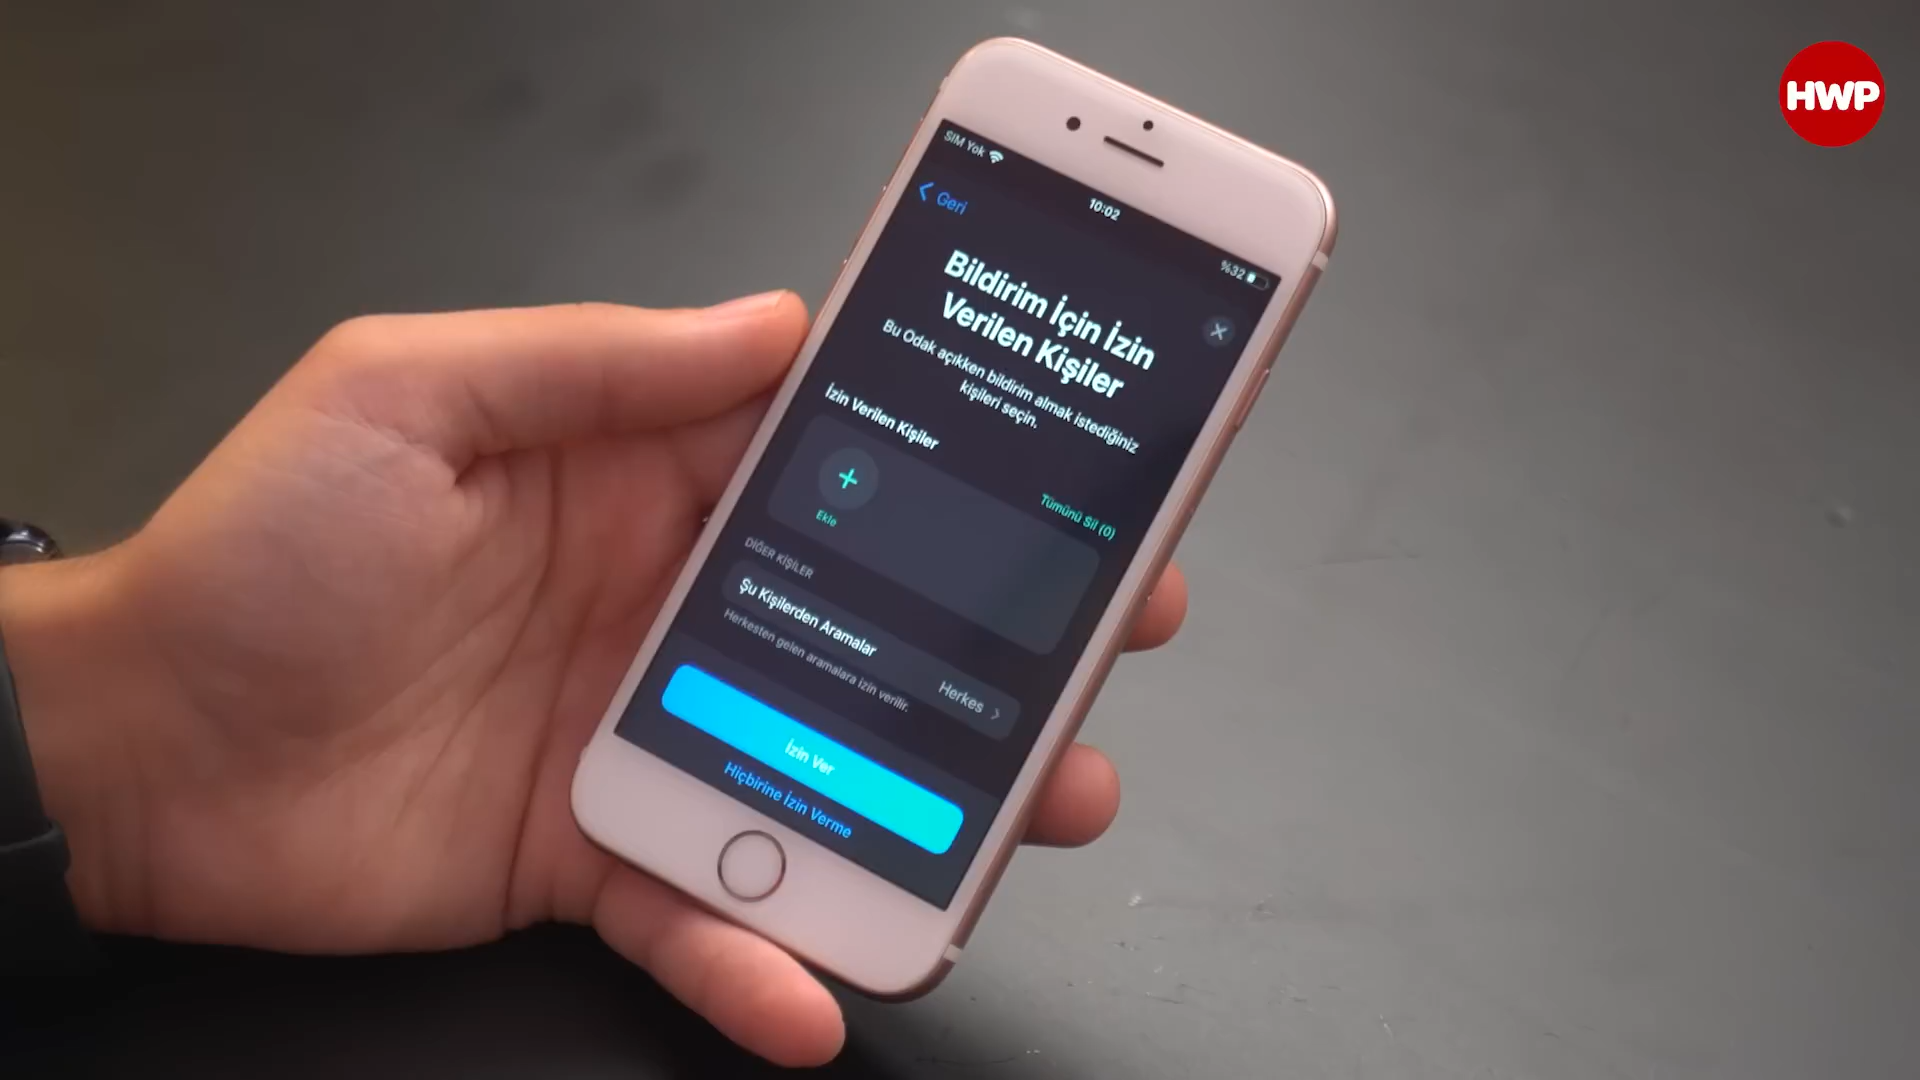 HWP
SIM Yok
10:02
%32
Geri
Bildirim İçin İzin
Verilen Kişiler
Bu Odak açıkken bildirim almak istediğiniz
kişileri seçin.
İzin Verilen Kişiler
Tümünü Sil (0)
Ekle
DİĞER KİŞİLER
Şu Kişilerden Aramalar
Herkes
Herkesten gelen aramalara izin verilir.
İzin Ver
Hiçbirine İzin Verme